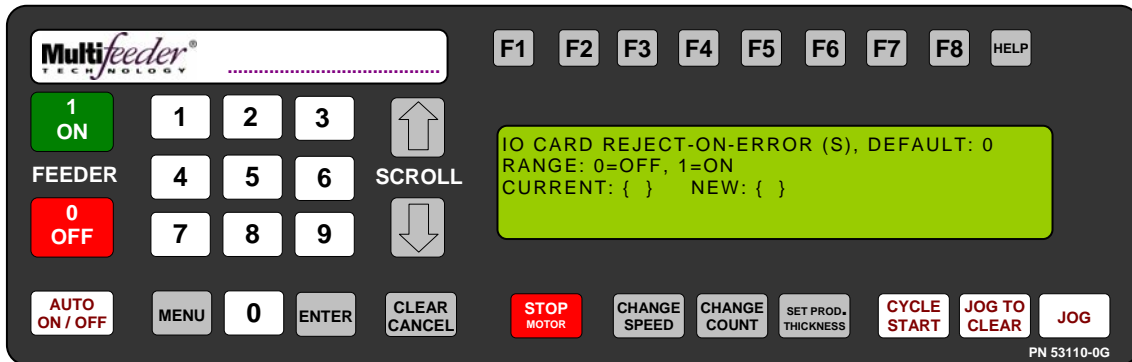 Multifeeder®
TECHNOLOGY
F1 F2 F3 F4 F5 F6 F7 F8 HELP
1
ON
FEEDER
0
OFF
1 2 3
4 5 6
7 8 9
SCROLL
IO CARD REJECT-ON-ERROR (S), DEFAULT: 0
RANGE: 0=OFF, 1=ON
CURRENT: { } NEW: { }
AUTO
ON / OFF
MENU
0
ENTER
CLEAR
CANCEL
STOP
MOTOR
CHANGE
SPEED
CHANGE
COUNT
SET PROD.
THICKNESS
CYCLE
START
JOG TO
CLEAR
JOG
PN 53110-0G